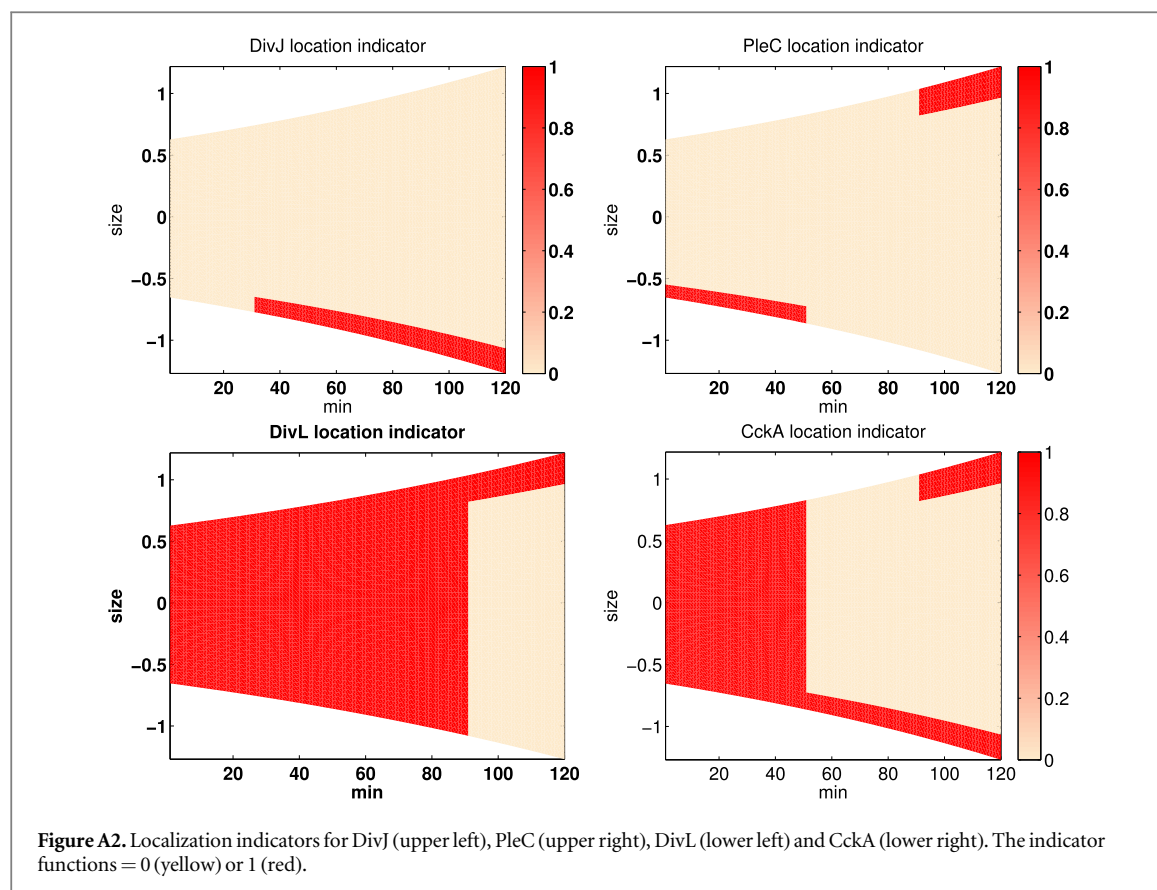 DivJ location indicator
1
0.5
0
−0.5
−1
size
20 40 60 80 100 120
min
1
0.8
0.6
0.4
0.2
0
PleC location indicator
1
0.5
0
−0.5
−1
size
20 40 60 80 100 120
min
1
0.8
0.6
0.4
0.2
0
DivL location indicator
1
0.5
0
−0.5
−1
size
20 40 60 80 100 120
min
CckA location indicator
1
0.5
0
−0.5
−1
size
20 40 60 80 100 120
min
1
0.8
0.6
0.4
0.2
0
Figure A2. Localization indicators for DivJ (upper left), PleC (upper right), DivL (lower left) and CckA (lower right). The indicator
functions = 0 (yellow) or 1 (red).